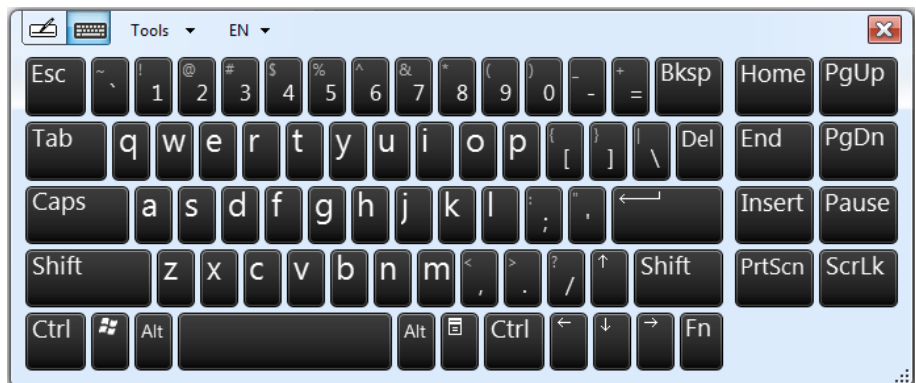 Tools EN
Esc ~ ` ! 1 @ 2 # 3 $ 4 % 5 ^ 6 & 7 * 8 ( 9 ) 0 _ - + = Bksp Home PgUp
Tab q w e r t y u i o p { [ } ] | \ Del End PgDn
Caps a s d f g h j k l : ; " ' Insert Pause
Shift z x c v b n m < , > . ? / ↑ Shift PrtScn ScrLk
Ctrl Alt Alt Ctrl ← ↓ → Fn